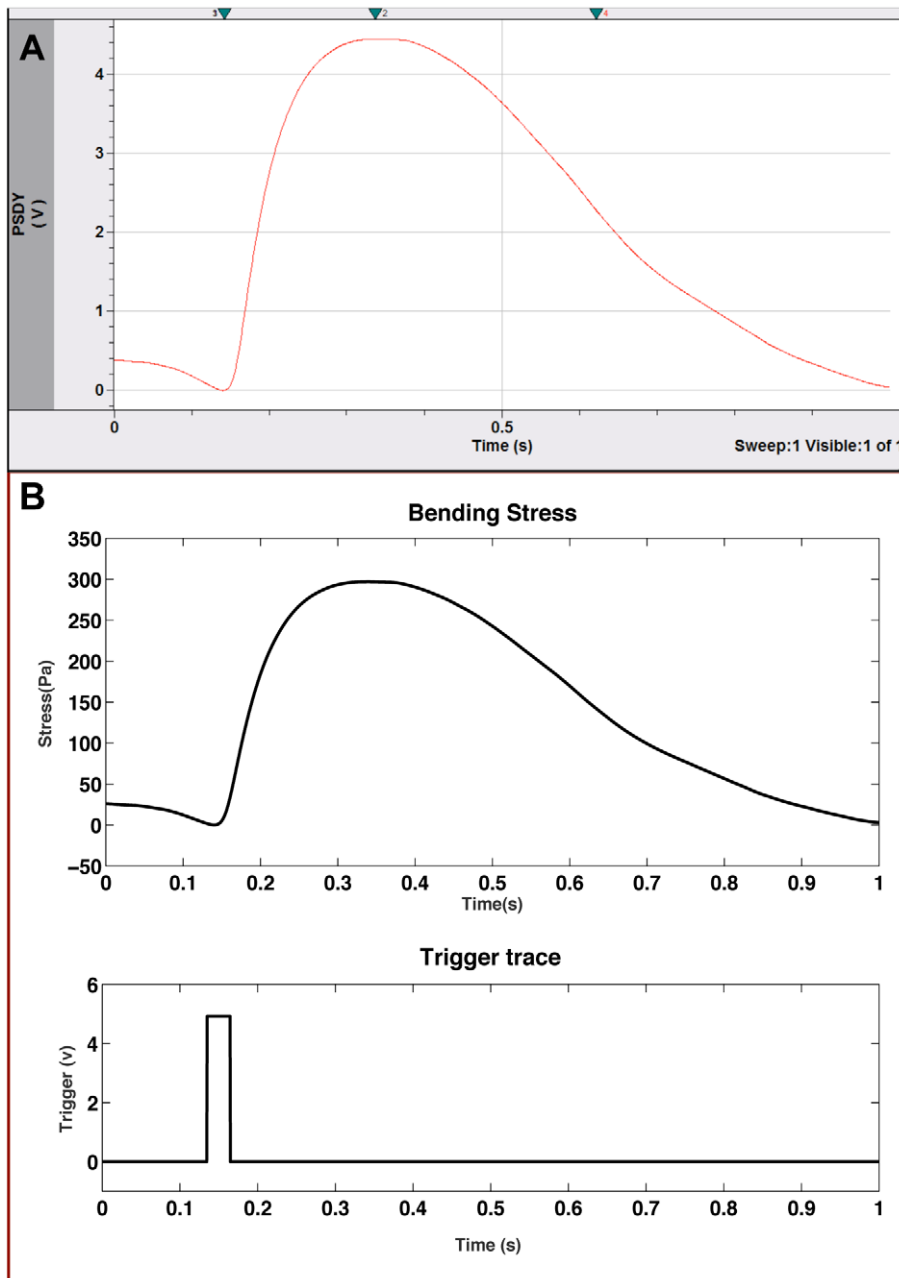 3 2 4
A
4
3
2
1
0
PSDY
( V )
0 0.5
Time (s) Sweep:1 Visible:1 of 1
B
Bending Stress
350
300
250
200
150
100
50
0
−50
Stress(Pa)
0 0.1 0.2 0.3 0.4 0.5 0.6 0.7 0.8 0.9 1
Time(s)
Trigger trace
6
4
2
0
Trigger (v)
0 0.1 0.2 0.3 0.4 0.5 0.6 0.7 0.8 0.9 1
Time (s)